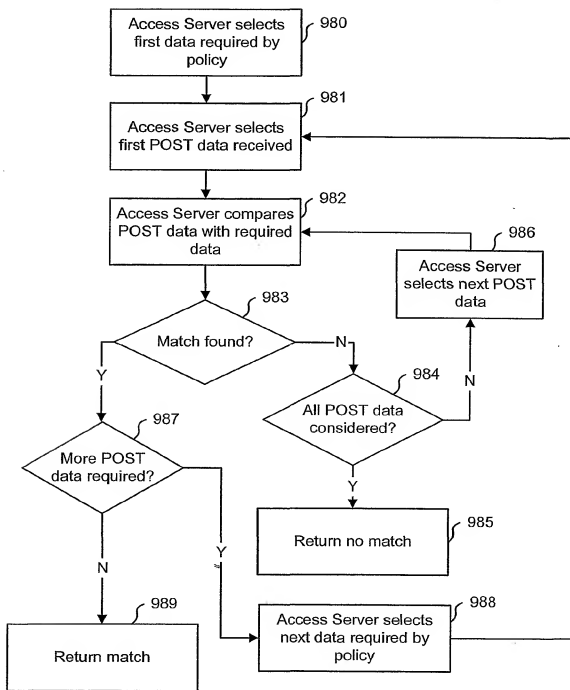 Access Server selects
first data required by
policy
980
Access Server selects
first POST data received
981
Access Server compares
POST data with required
data
982
Access Server
selects next POST
data
986
Match found?
983
N
Y
All POST data
considered?
984
N
Y
More POST
data required?
987
Y
N
Return no match
985
Access Server selects
next data required by
policy
988
Return match
989